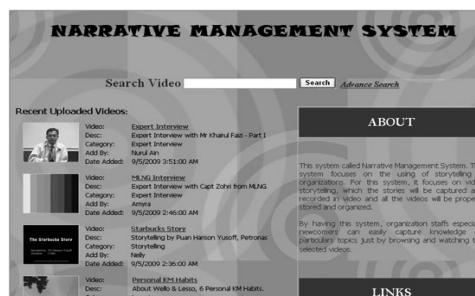 NARRATIVE MANAGEMENT SYSTEM
Search Video Search Advance Search
Recent Uploaded Videos:
Video: Expert Interview
Desc: Expert Interview with Mr Khairul Faizi - Part I
Category: Expert Interview
Add By: Nurul Ain
Date Added: 9/5/2009 3:51:00 AM
Video: MLNG Interview
Desc: Expert Interview with Capt Zohri from MLNG
Category: Expert Interview
Add By: Amyra
Date Added: 9/5/2009 2:46:00 AM
The Starbucks Story
Video: Starbucks Story
Desc: Storytelling by Puan Hanson Yusoff, Petronas
Category: Storytelling
Add By: Nelly
Date Added: 9/5/2009 2:36:00 AM
Video: Personal KM Habits
Desc: About Wello & Lesso, 6 Personal KM Habits.
ABOUT
This system called Narrative Management System. T
system focuses on the using of storytelling
organizations. For this system, it focuses on vid
storytelling, which the stories will be captured a
recorded in video and all the videos will be prope
stored and organized.
By having this system, organization staffs especia
newcomers can easily capture knowledge
particulars topics just by browsing and watching t
selected videos.
LINKS